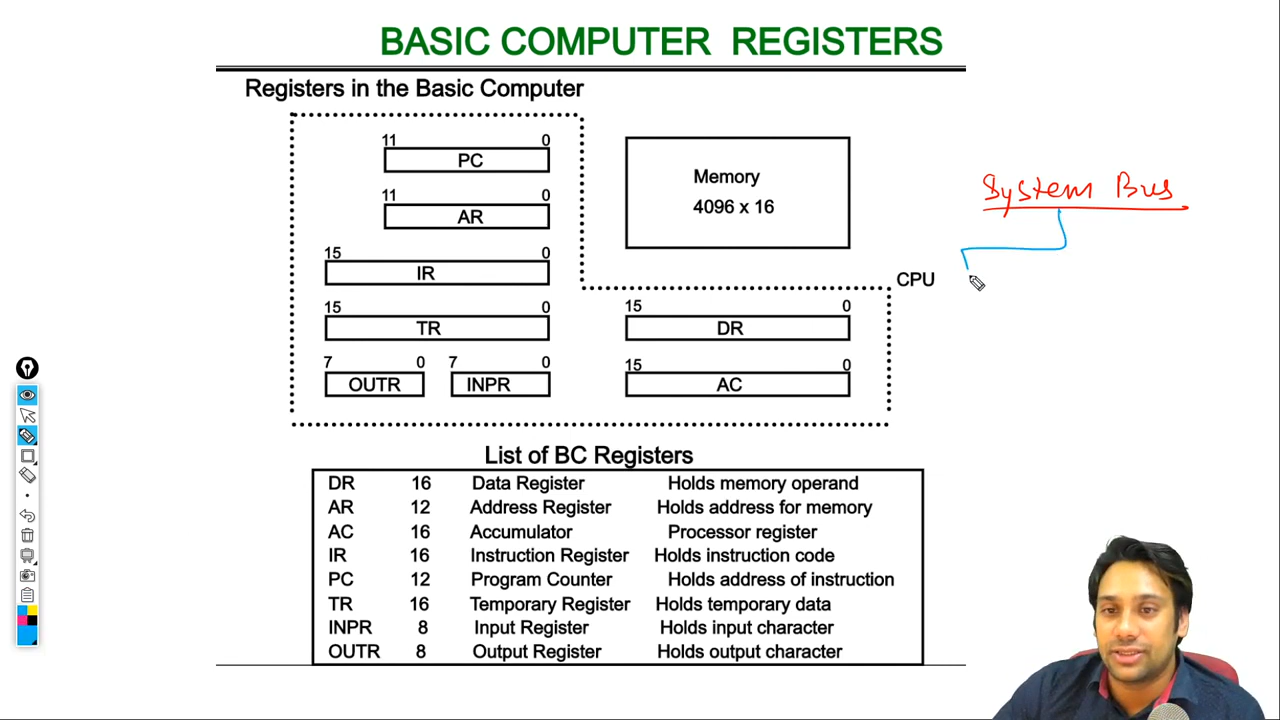 BASIC COMPUTER REGISTERS
Registers in the Basic Computer
11 0
PC
11 0
AR
15 0
IR
15 0
TR
7 0 7 0
OUTR INPR
Memory
4096 x 16
CPU
15 0
DR
15 0
AC
System Bus
List of BC Registers
DR 16 Data Register Holds memory operand
AR 12 Address Register Holds address for memory
AC 16 Accumulator Processor register
IR 16 Instruction Register Holds instruction code
PC 12 Program Counter Holds address of instruction
TR 16 Temporary Register Holds temporary data
INPR 8 Input Register Holds input character
OUTR 8 Output Register Holds output character